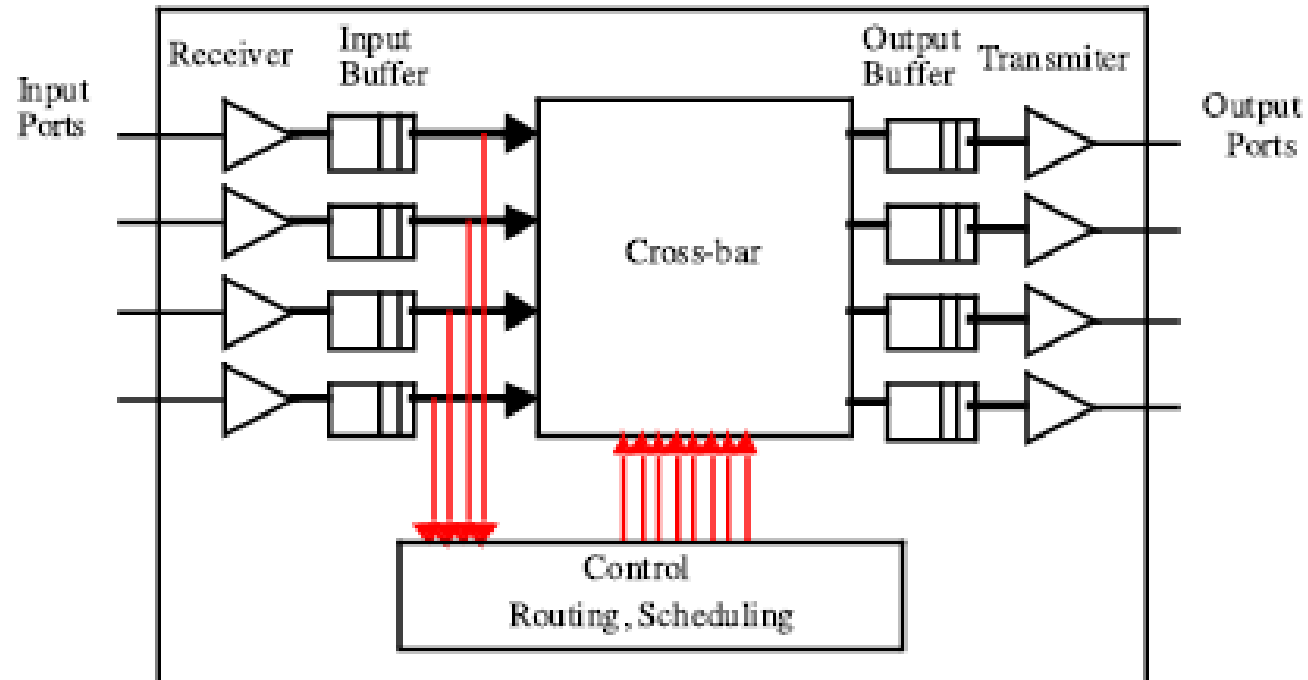 Receiver
Input
Buffer
Output
Buffer
Transmiter
Input
Ports
Output
Ports
Cross-bar
Control
Routing, Scheduling